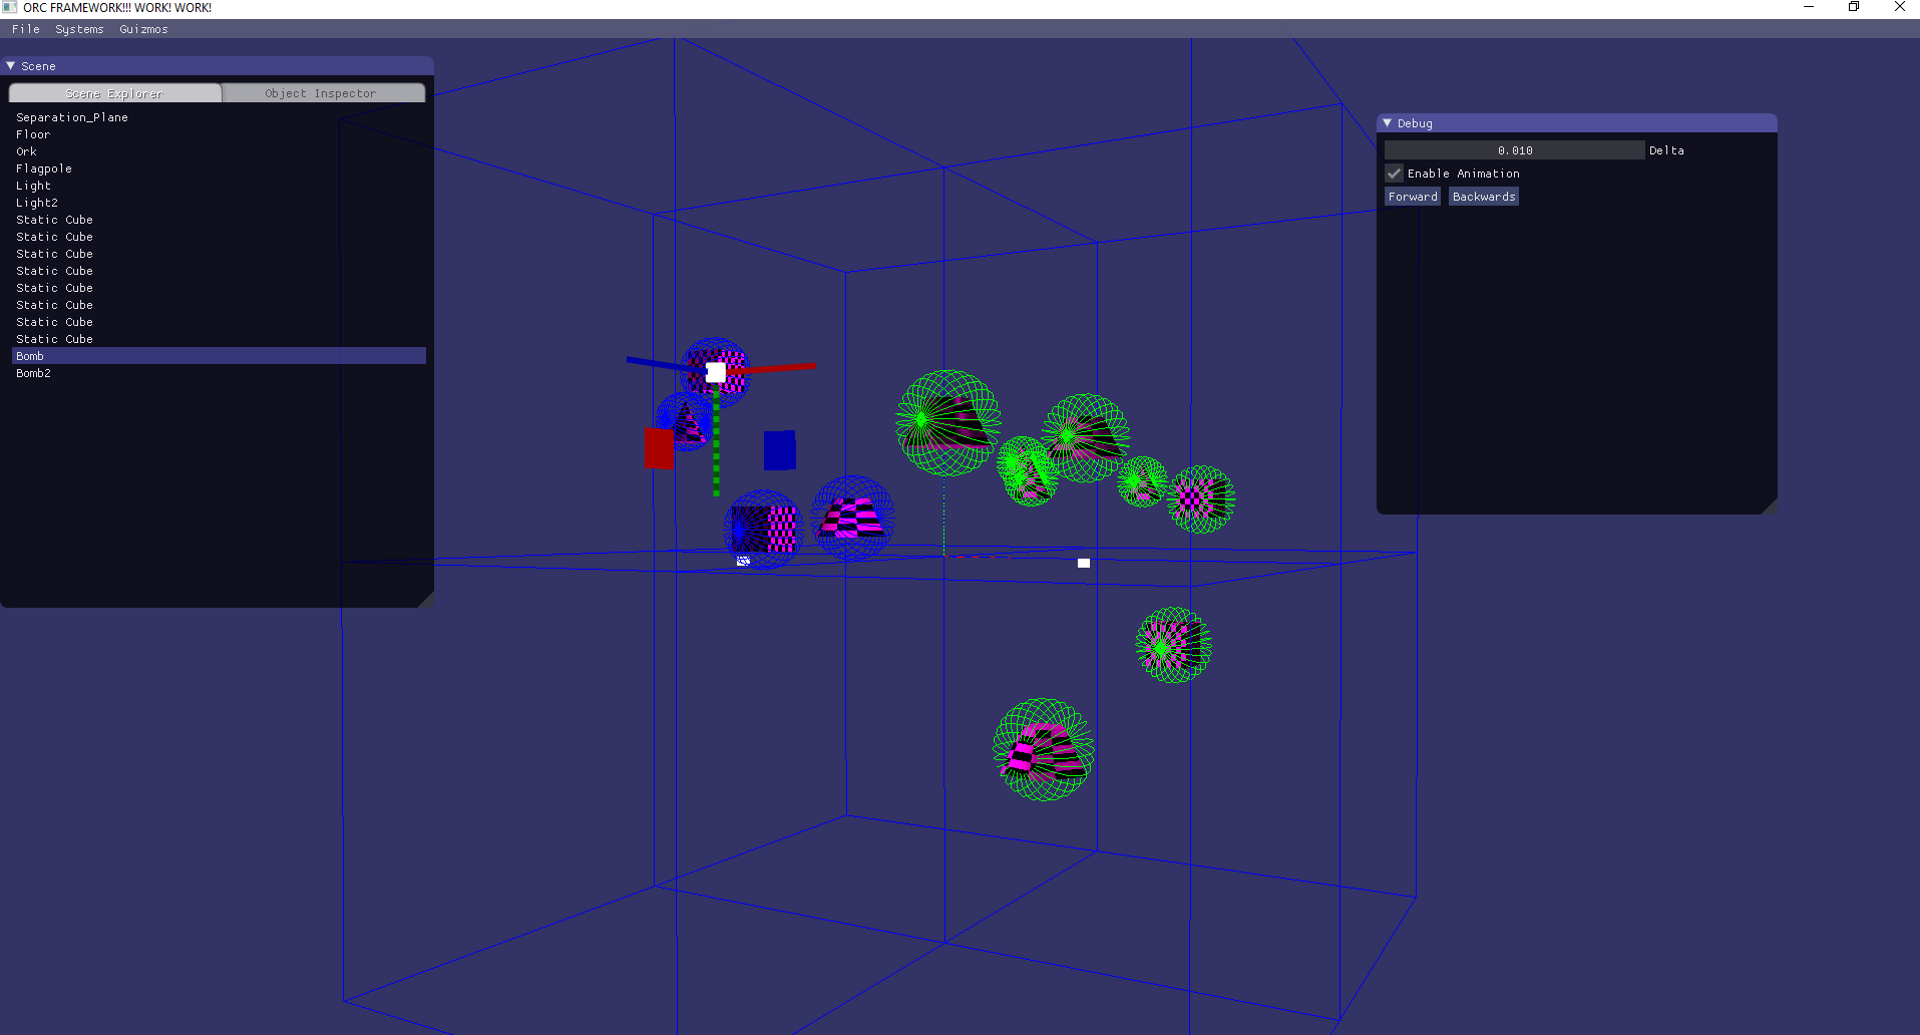 ORC FRAMEWORK!!! WORK! WORK!
File Systems Guizmos
Scene
Scene Explorer Object Inspector
Separation_Plane
Floor
Ork
Flagpole
Light
Light2
Static Cube
Static Cube
Static Cube
Static Cube
Static Cube
Static Cube
Static Cube
Static Cube
Bomb
Bomb2
Debug
0.010 Delta
Enable Animation
Forward Backwards